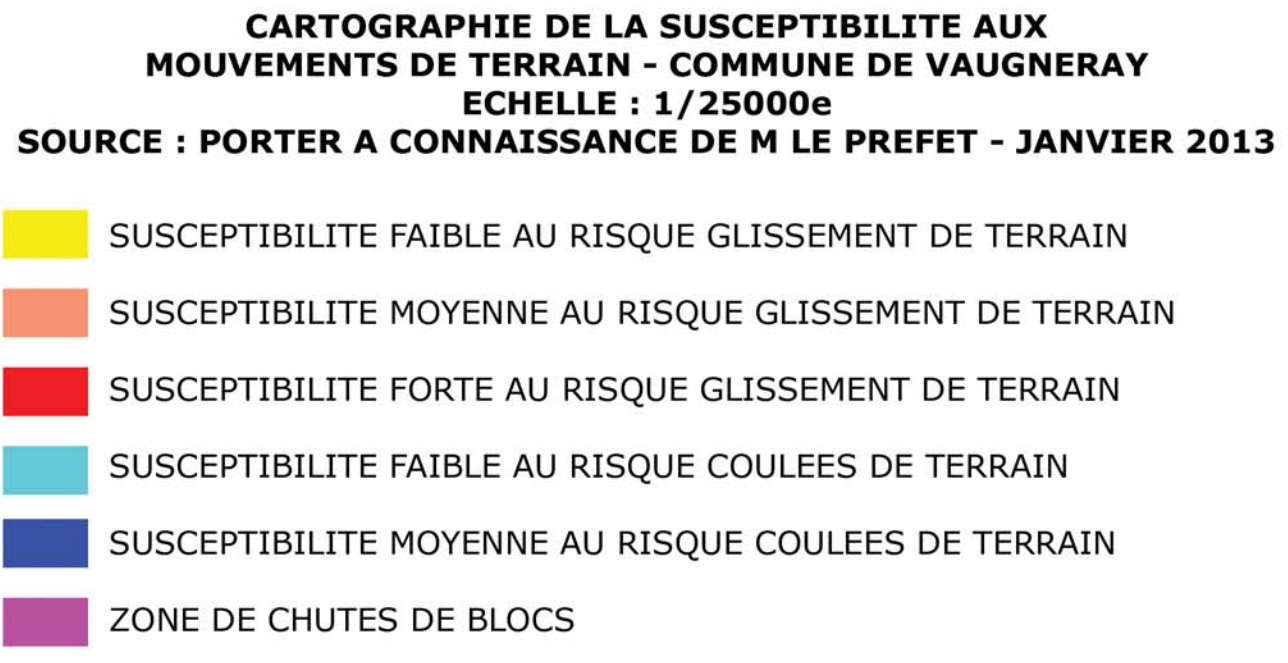 CARTOGRAPHIE DE LA SUSCEPTIBILITE AUX
MOUVEMENTS DE TERRAIN - COMMUNE DE VAUGNERAY
ECHELLE : 1/25000e
SOURCE : PORTER A CONNAISSANCE DE M LE PREFET - JANVIER 2013
SUSCEPTIBILITE FAIBLE AU RISQUE GLISSEMENT DE TERRAIN
SUSCEPTIBILITE MOYENNE AU RISQUE GLISSEMENT DE TERRAIN
SUSCEPTIBILITE FORTE AU RISQUE GLISSEMENT DE TERRAIN
SUSCEPTIBILITE FAIBLE AU RISQUE COULEES DE TERRAIN
SUSCEPTIBILITE MOYENNE AU RISQUE COULEES DE TERRAIN
ZONE DE CHUTES DE BLOCS